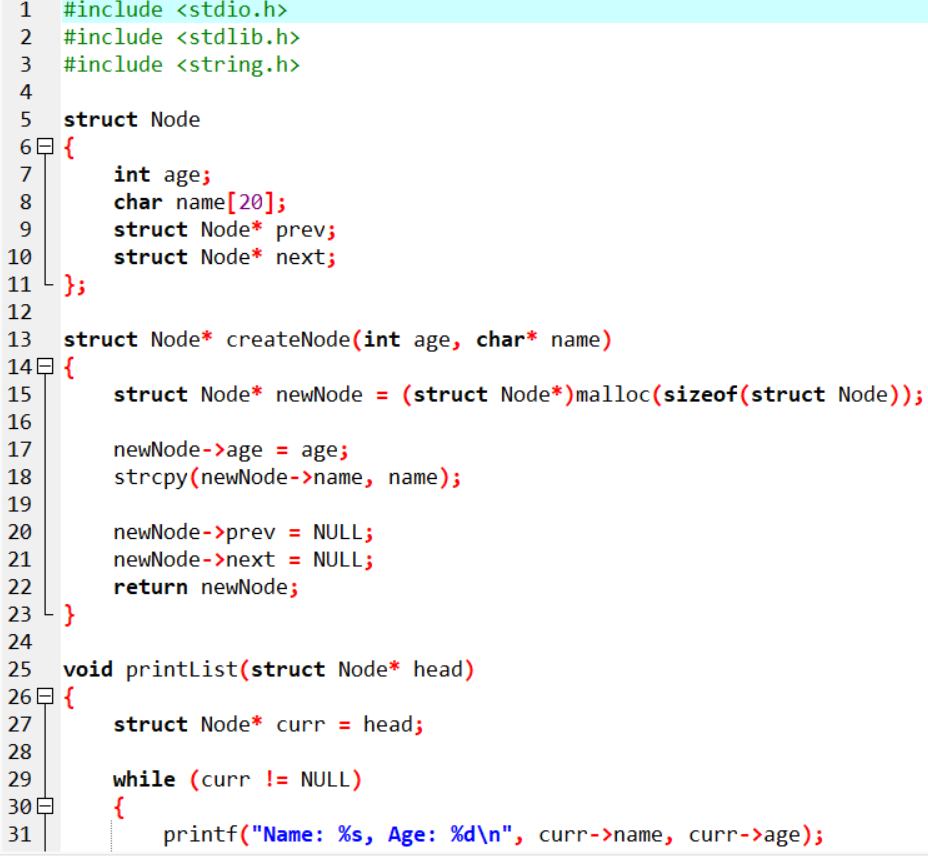 1 #include <stdio.h>
2 #include <stdlib.h>
3 #include <string.h>
4
5 struct Node
6 {
7 int age;
8 char name[20];
9 struct Node* prev;
10 struct Node* next;
11 };
12
13 struct Node* createNode(int age, char* name)
14 {
15 struct Node* newNode = (struct Node*)malloc(sizeof(struct Node));
16
17 newNode->age = age;
18 strcpy(newNode->name, name);
19
20 newNode->prev = NULL;
21 newNode->next = NULL;
22 return newNode;
23 }
24
25 void printList(struct Node* head)
26 {
27 struct Node* curr = head;
28
29 while (curr != NULL)
30 {
31 printf("Name: %s, Age: %d\n", curr->name, curr->age);